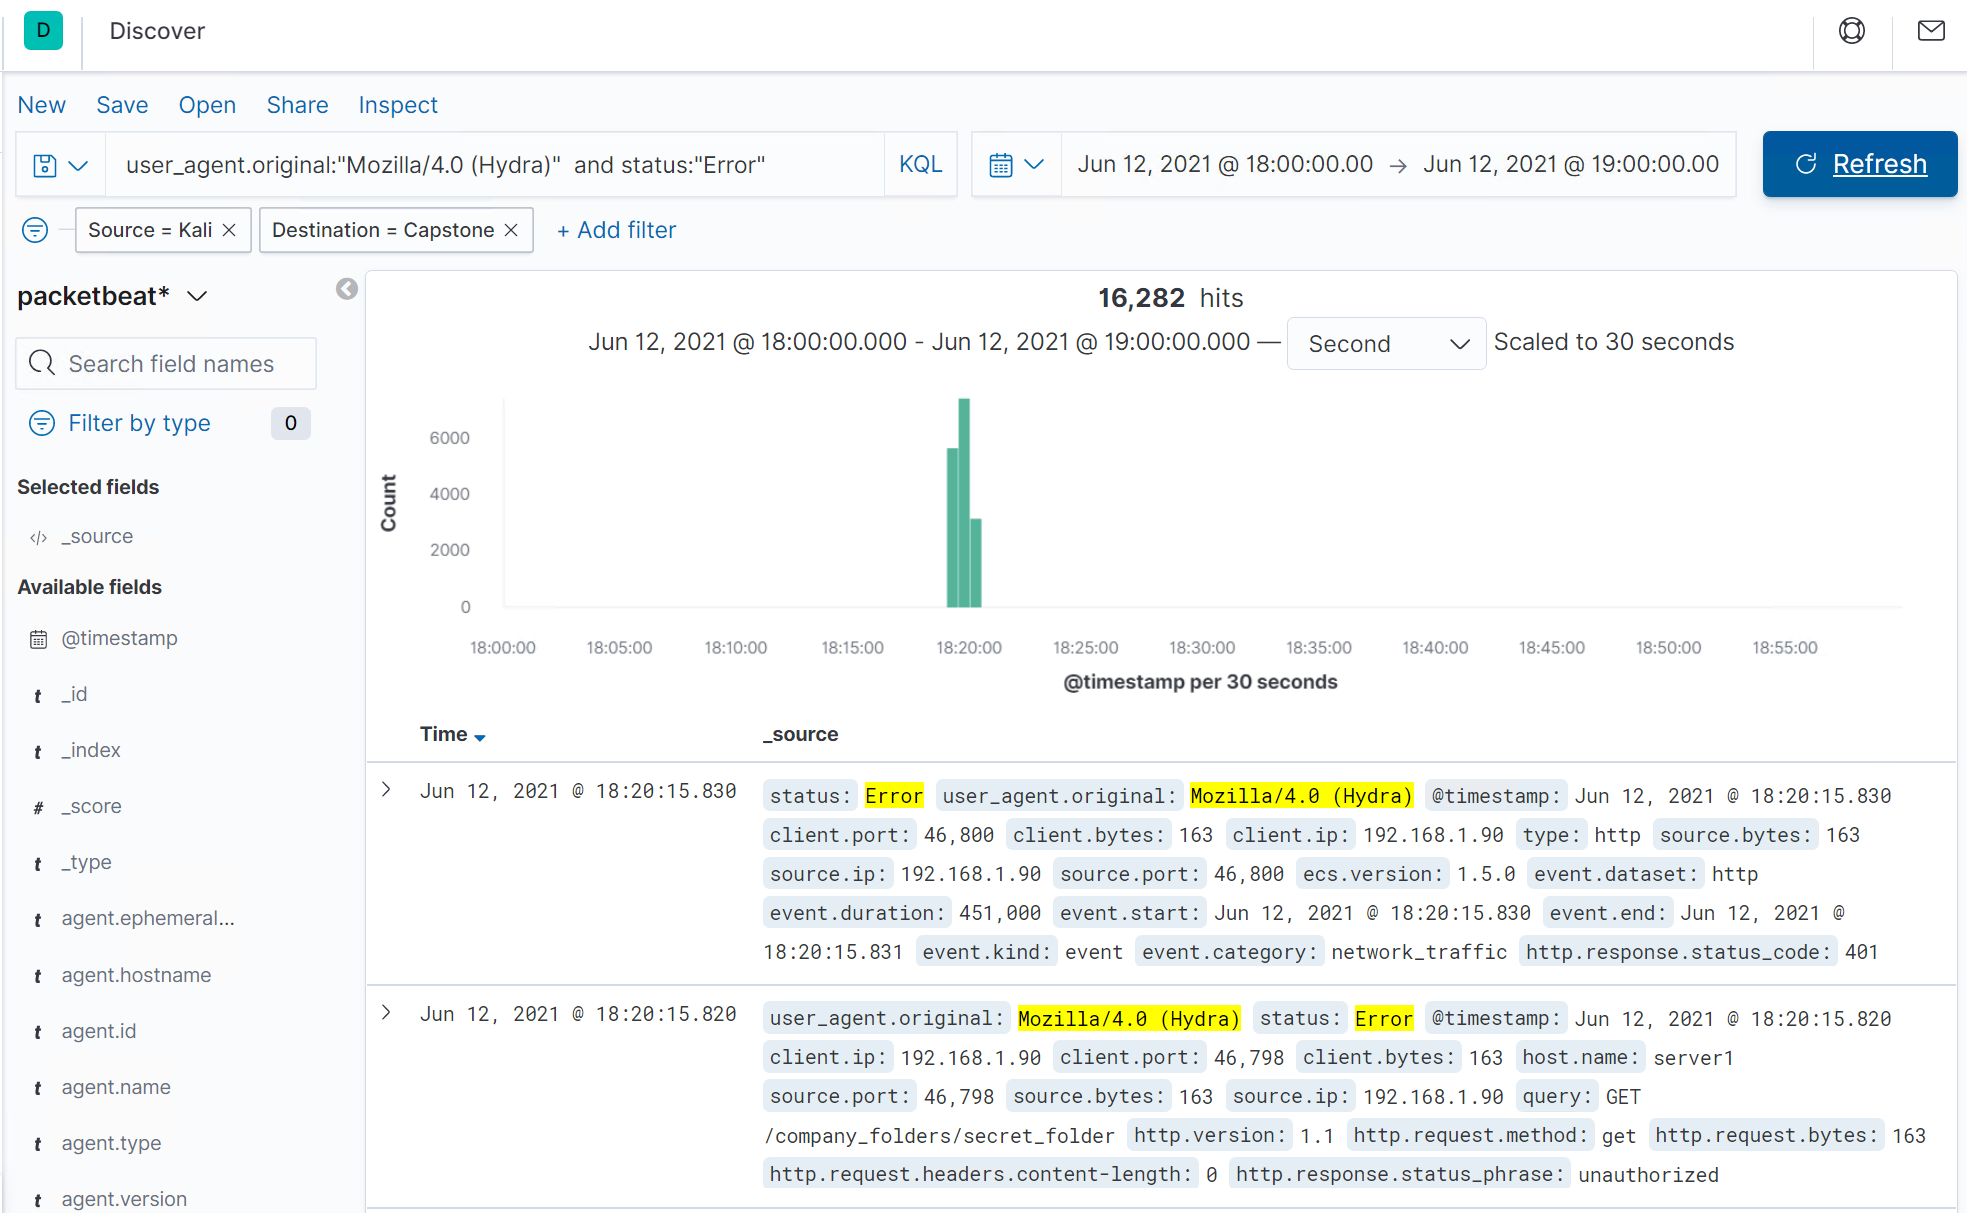 D Discover
New Save Open Share Inspect
user_agent.original:"Mozilla/4.0 (Hydra)" and status:"Error" KQL Jun 12, 2021 @ 18:00:00.00 → Jun 12, 2021 @ 19:00:00.00 Refresh
Source = Kali × Destination = Capstone × + Add filter
packetbeat*
Search field names
Filter by type 0
Selected fields
</> _source
Available fields
@timestamp
t _id
t _index
# _score
t _type
t agent.ephemeral...
t agent.hostname
t agent.id
t agent.name
t agent.type
t agent.version
16,282 hits
Jun 12, 2021 @ 18:00:00.000 - Jun 12, 2021 @ 19:00:00.000 — Second Scaled to 30 seconds
Count
6000
4000
2000
0
18:00:00 18:05:00 18:10:00 18:15:00 18:20:00 18:25:00 18:30:00 18:35:00 18:40:00 18:45:00 18:50:00 18:55:00
@timestamp per 30 seconds
Time _source
Jun 12, 2021 @ 18:20:15.830 status: Error user_agent.original: Mozilla/4.0 (Hydra) @timestamp: Jun 12, 2021 @ 18:20:15.830
client.port: 46,800 client.bytes: 163 client.ip: 192.168.1.90 type: http source.bytes: 163
source.ip: 192.168.1.90 source.port: 46,800 ecs.version: 1.5.0 event.dataset: http
event.duration: 451,000 event.start: Jun 12, 2021 @ 18:20:15.830 event.end: Jun 12, 2021 @
18:20:15.831 event.kind: event event.category: network_traffic http.response.status_code: 401
Jun 12, 2021 @ 18:20:15.820 user_agent.original: Mozilla/4.0 (Hydra) status: Error @timestamp: Jun 12, 2021 @ 18:20:15.820
client.ip: 192.168.1.90 client.port: 46,798 client.bytes: 163 host.name: server1
source.port: 46,798 source.bytes: 163 source.ip: 192.168.1.90 query: GET
/company_folders/secret_folder http.version: 1.1 http.request.method: get http.request.bytes: 163
http.request.headers.content-length: 0 http.response.status_phrase: unauthorized